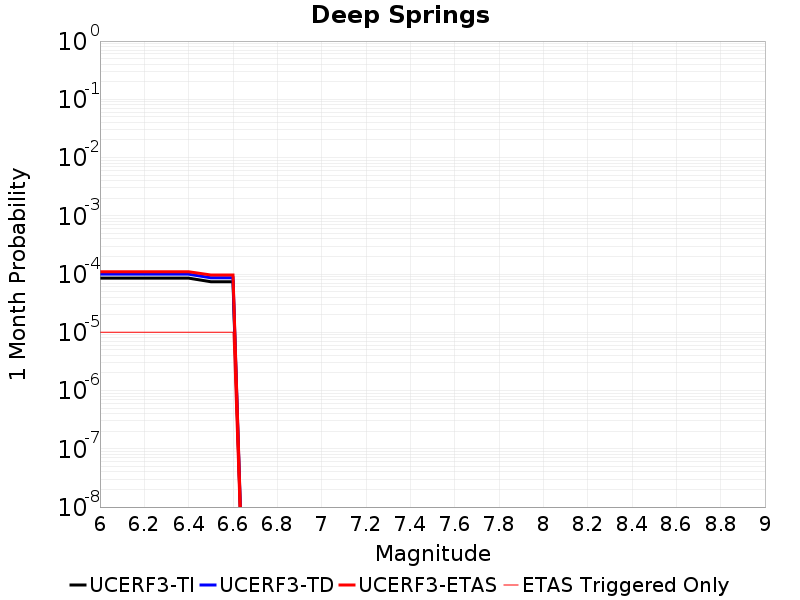 Deep Springs
1 Month Probability
10^0
10^-1
10^-2
10^-3
10^-4
10^-5
10^-6
10^-7
10^-8
6 6.2 6.4 6.6 6.8 7 7.2 7.4 7.6 7.8 8 8.2 8.4 8.6 8.8 9
Magnitude
UCERF3-TI UCERF3-TD UCERF3-ETAS ETAS Triggered Only